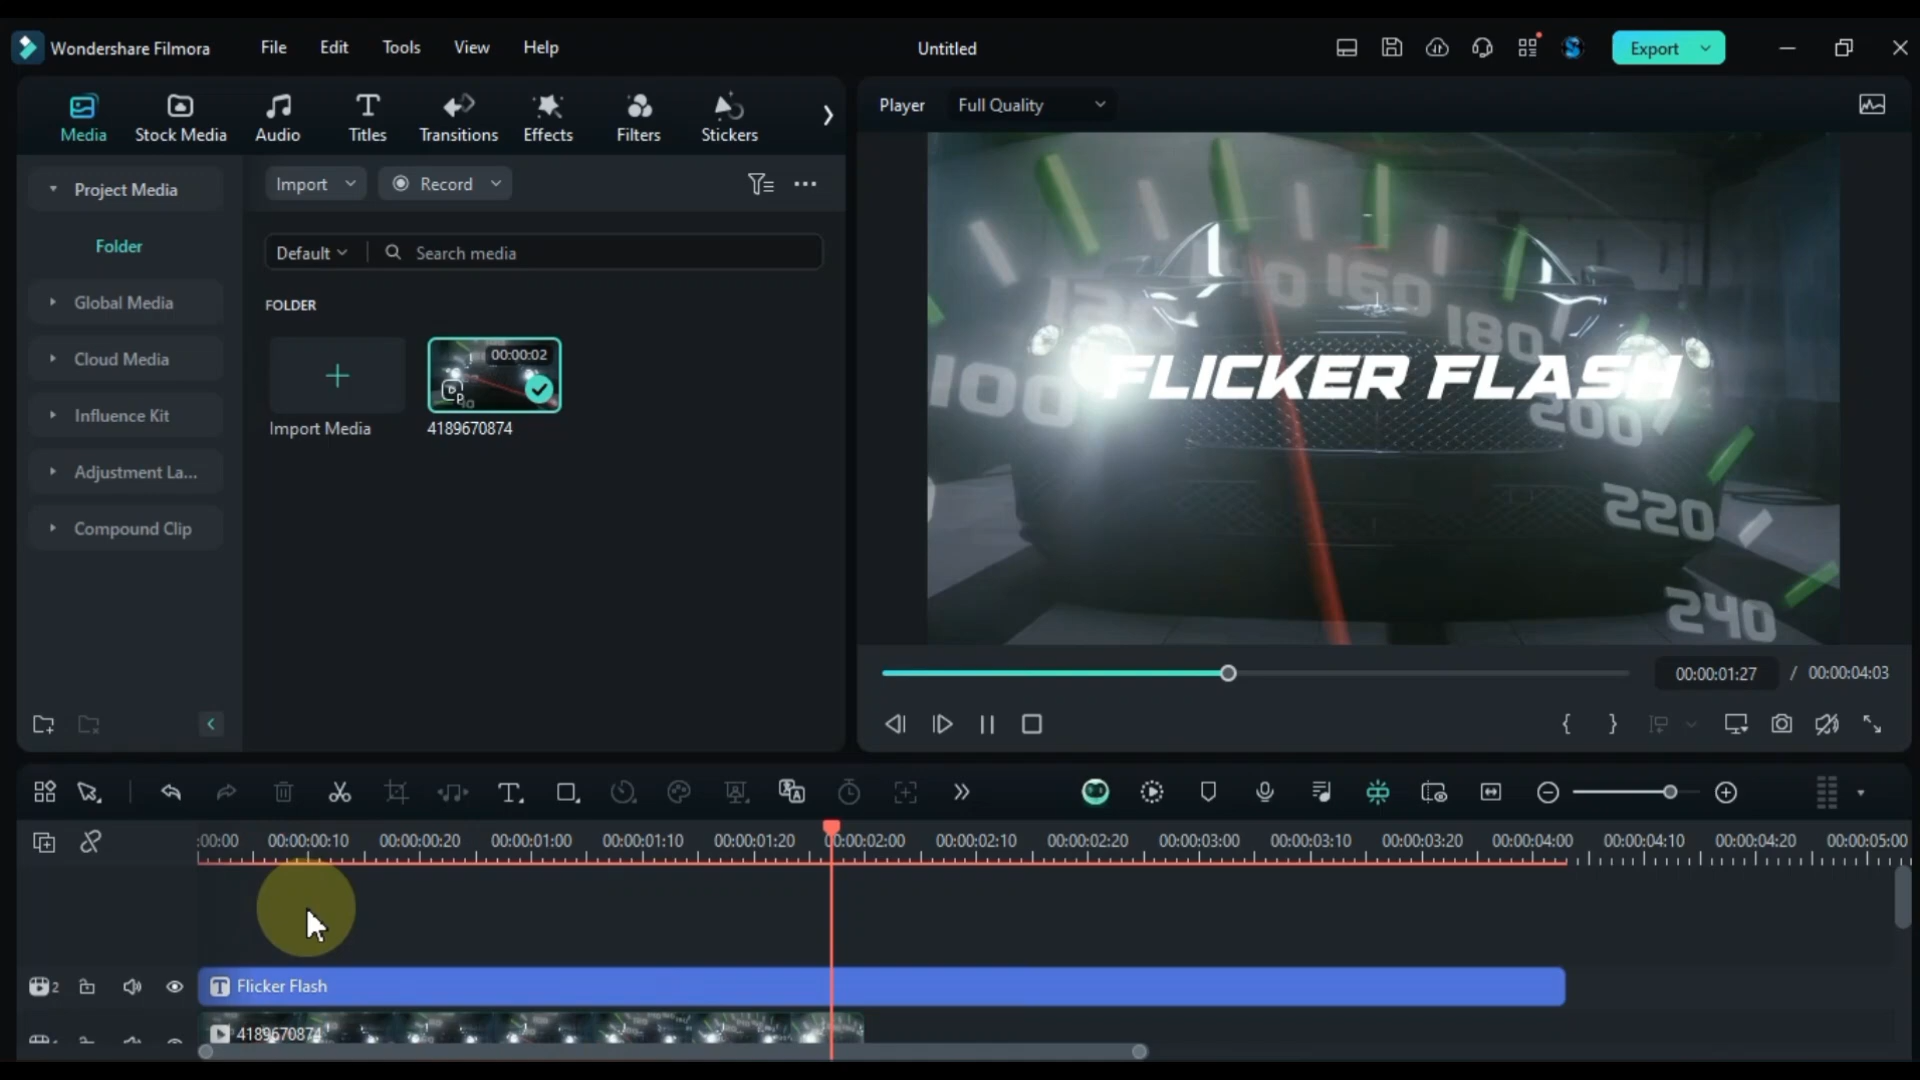 Wondershare Filmora File Edit Tools View Help Untitled Export
Media Stock Media Audio Titles Transitions Effects Filters Stickers
Player Full Quality
Project Media
Folder
Global Media
Cloud Media
Influence Kit
Adjustment La...
Compound Clip
Import Record
Default Search media
FOLDER
00:00:02
Import Media 4189670874
120 180
100
200
220
240
FLICKER FLASH
00:00:01:27 / 00:00:04:03
:00:00 00:00:00:10 00:00:00:20 00:00:01:00 00:00:01:10 00:00:01:20 00:00:02:00 00:00:02:10 00:00:02:20 00:00:03:00 00:00:03:10 00:00:03:20 00:00:04:00 00:00:04:10 00:00:04:20 00:00:05:00
2 Flicker Flash
4189670874